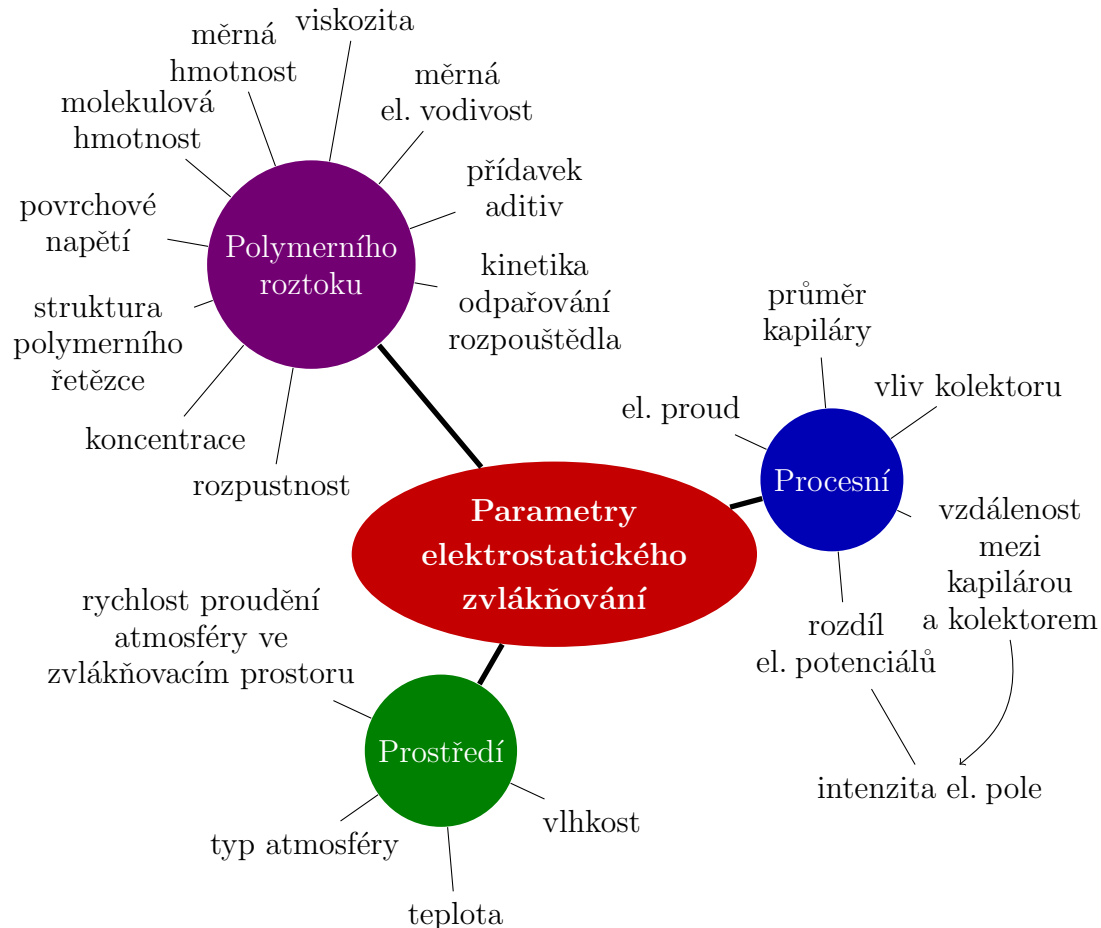 viskozita
měrná
hmotnost
měrná
el. vodivost
molekulová
hmotnost
přídavek
aditiv
povrchové
napětí
Polymerního
roztoku
kinetika
odpařování
rozpouštědla
struktura
polymerního
řetězce
koncentrace
rozpustnost
průměr
kapiláry
el. proud
vliv kolektoru
Procesní
vzdálenost
mezi
kapilárou
a kolektorem
rozdíl
el. potenciálů
intenzita el. pole
Parametry
elektrostatického
zvlákňování
rychlost proudění
atmosféry ve
zvlákňovacím prostoru
Prostředí
typ atmosféry
vlhkost
teplota